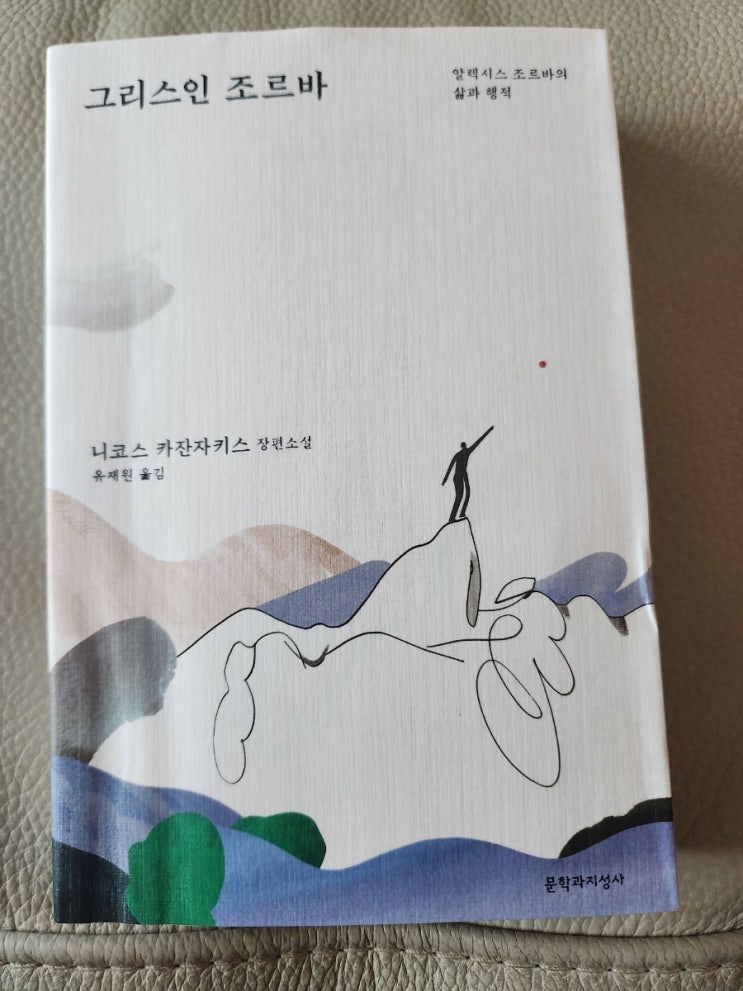 그리스인 조르바
알렉시스 조르바의
삶과 행적
니코스 카잔자키스 장편소설
유재원 옮김
문학과지성사